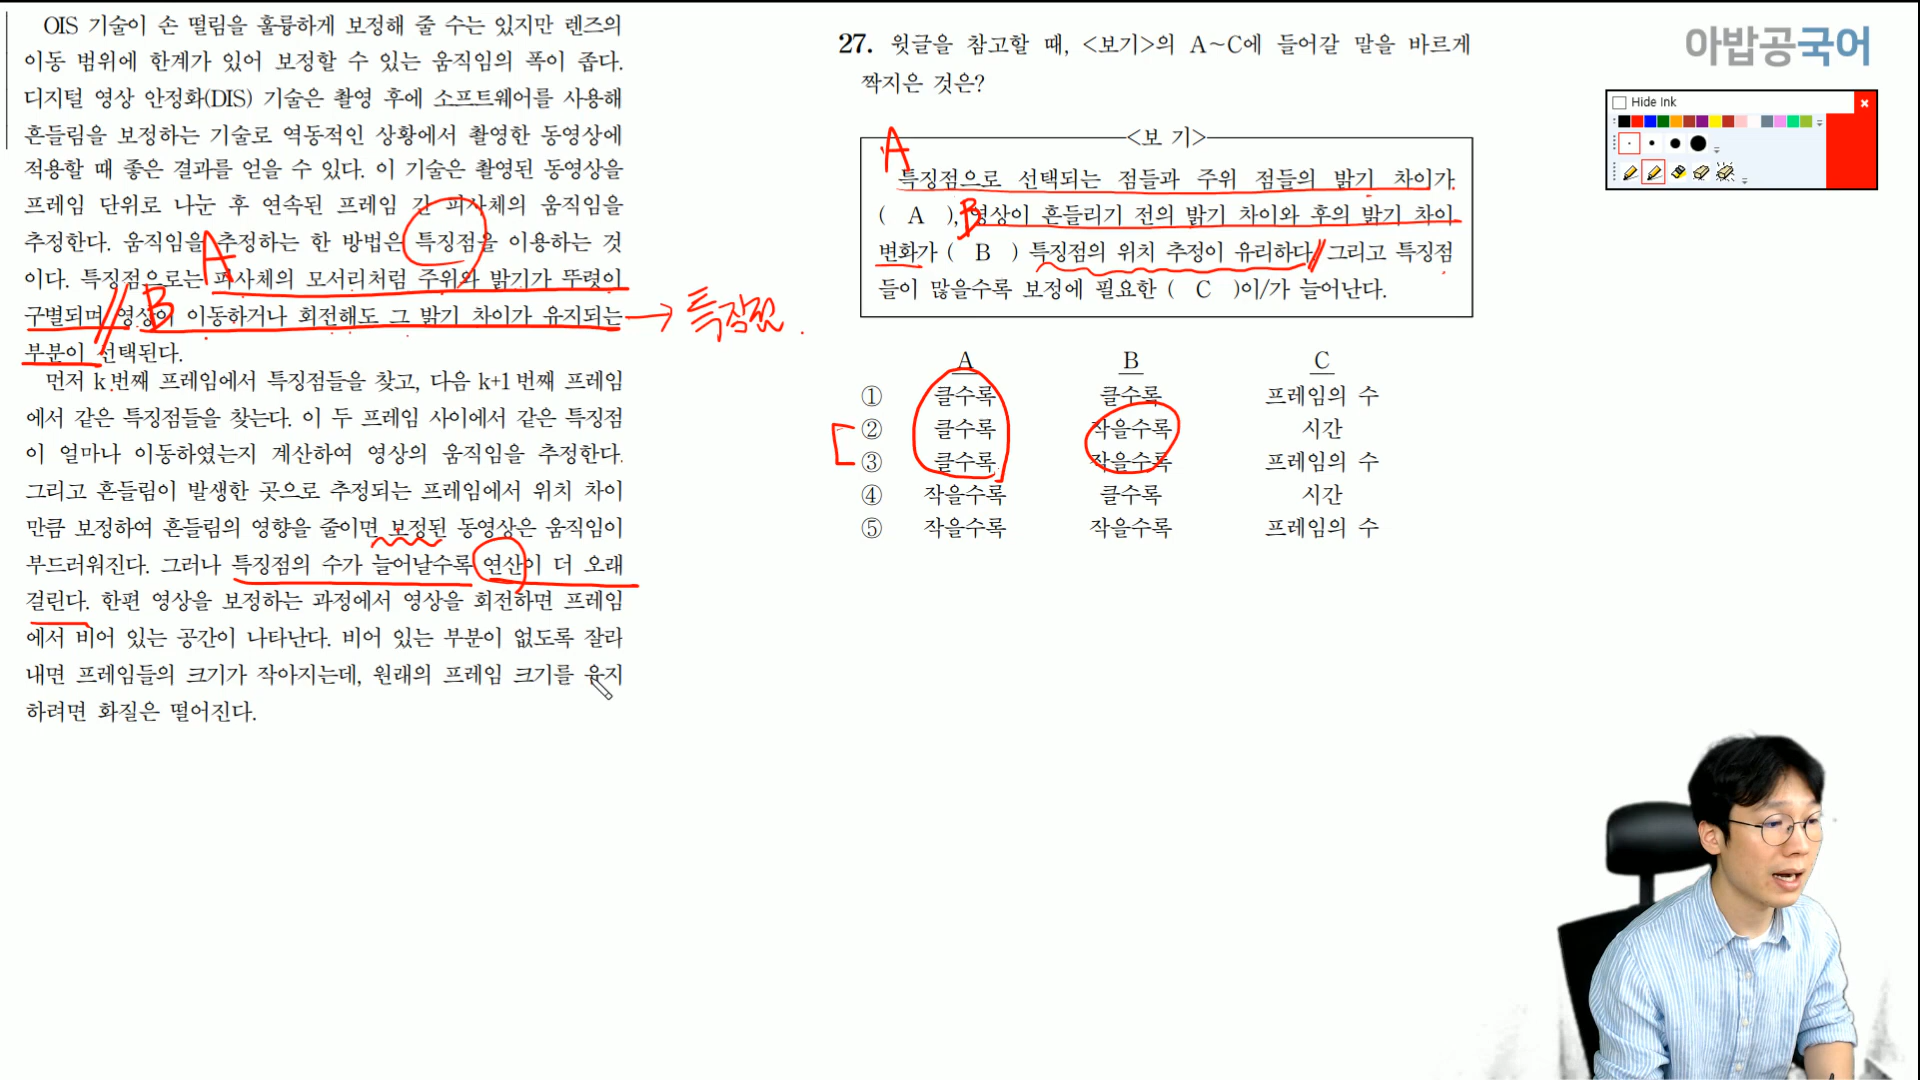 OIS 기술이 손 떨림을 훌륭하게 보정해 줄 수는 있지만 렌즈의
이동 범위에 한계가 있어 보정할 수 있는 움직임의 폭이 좁다.
디지털 영상 안정화(DIS) 기술은 촬영 후에 소프트웨어를 사용해
흔들림을 보정하는 기술로 역동적인 상황에서 촬영한 동영상에
적용할 때 좋은 결과를 얻을 수 있다. 이 기술은 촬영된 동영상을
프레임 단위로 나눈 후 연속된 프레임 간 피사체의 움직임을
추정한다. 움직임을 추정하는 한 방법은 특징점을 이용하는 것
이다. 특징점으로는 피사체의 모서리처럼 주위와 밝기가 뚜렷이
구별되며 영상이 이동하거나 회전해도 그 밝기 차이가 유지되는
부분이 선택된다.
먼저 k번째 프레임에서 특징점들을 찾고, 다음 k+1번째 프레임
에서 같은 특징점들을 찾는다. 이 두 프레임 사이에서 같은 특징점
이 얼마나 이동하였는지 계산하여 영상의 움직임을 추정한다.
그리고 흔들림이 발생한 곳으로 추정되는 프레임에서 위치 차이
만큼 보정하여 흔들림의 영향을 줄이면 보정된 동영상은 움직임이
부드러워진다. 그러나 특징점의 수가 늘어날수록 연산이 더 오래
걸린다. 한편 영상을 보정하는 과정에서 영상을 회전하면 프레임
에서 비어 있는 공간이 나타난다. 비어 있는 부분이 없도록 잘라
내면 프레임들의 크기가 작아지는데, 원래의 프레임 크기를 유지
하려면 화질은 떨어진다.
A
B
특징점
27. 윗글을 참고할 때, <보기>의 A~C에 들어갈 말을 바르게
짝지은 것은?
<보 기>
A
B
특징점으로 선택되는 점들과 주위 점들의 밝기 차이가
( A ), 영상이 흔들리기 전의 밝기 차이와 후의 밝기 차이
변화가 ( B ) 특징점의 위치 추정이 유리하다. 그리고 특징점
들이 많을수록 보정에 필요한 ( C )이/가 늘어난다.
A B C
① 클수록 클수록 프레임의 수
② 클수록 작을수록 시간
③ 클수록 작을수록 프레임의 수
④ 작을수록 클수록 시간
⑤ 작을수록 작을수록 프레임의 수
아밥공국어
Hide Ink